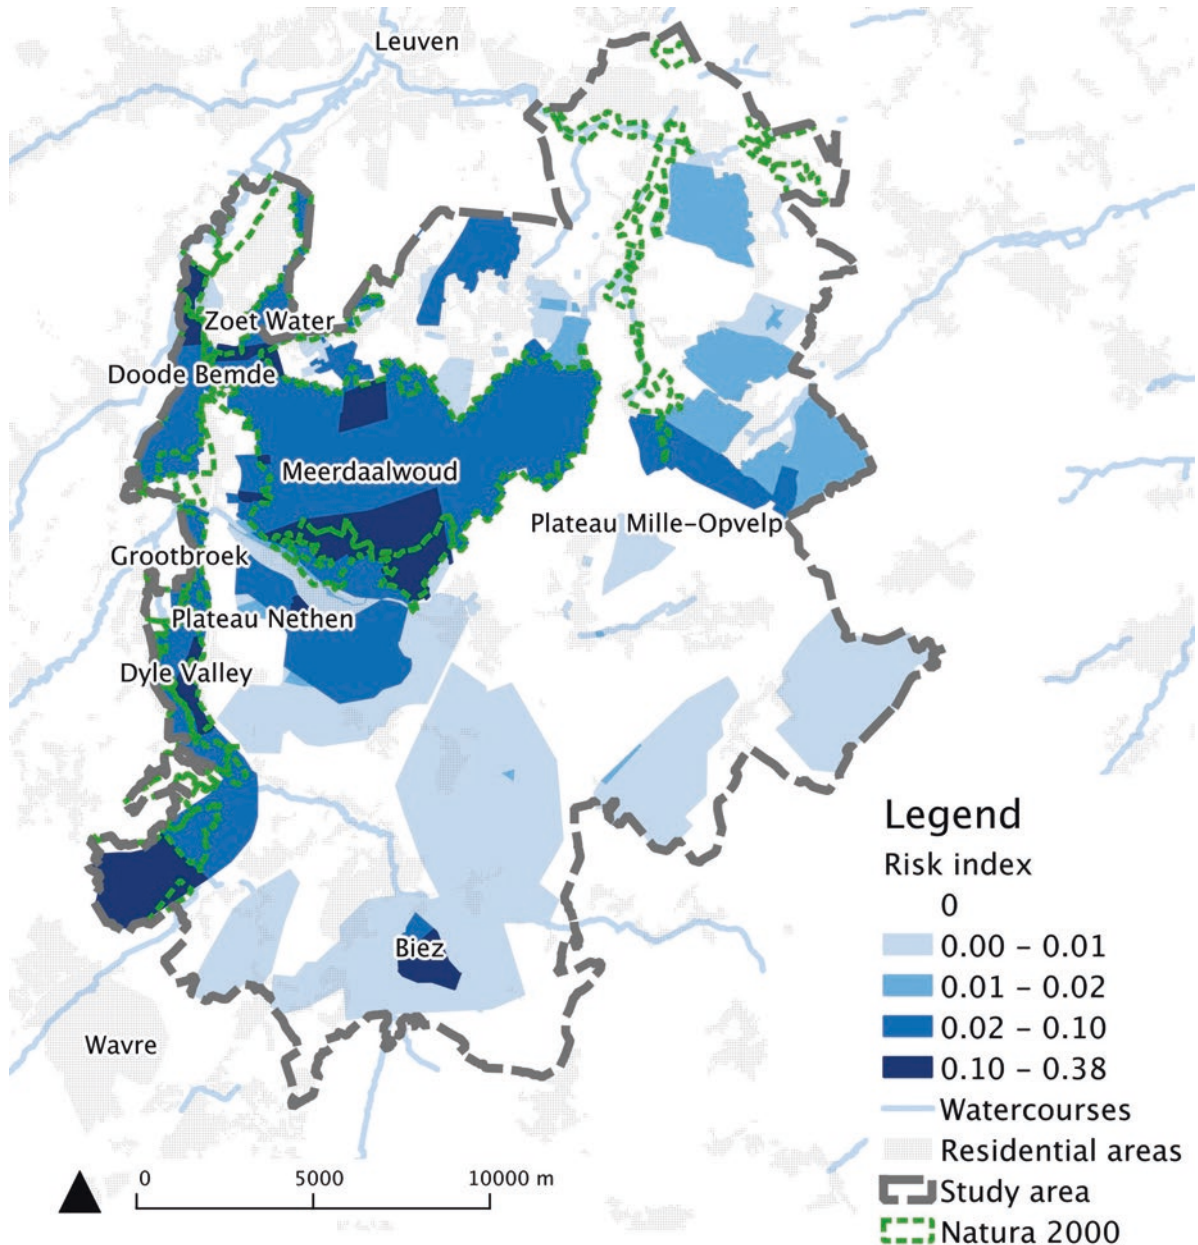 Leuven
Zoet Water
Doode Bemde
Meerdaalwoud
Plateau Mille-Opvelp
Grootbroek
Plateau Nethen
Dyle Valley
Biez
Wavre
Legend
Risk index
0
0.00 – 0.01
0.01 – 0.02
0.02 – 0.10
0.10 – 0.38
Watercourses
Residential areas
Study area
Natura 2000
0 5000 10000 m